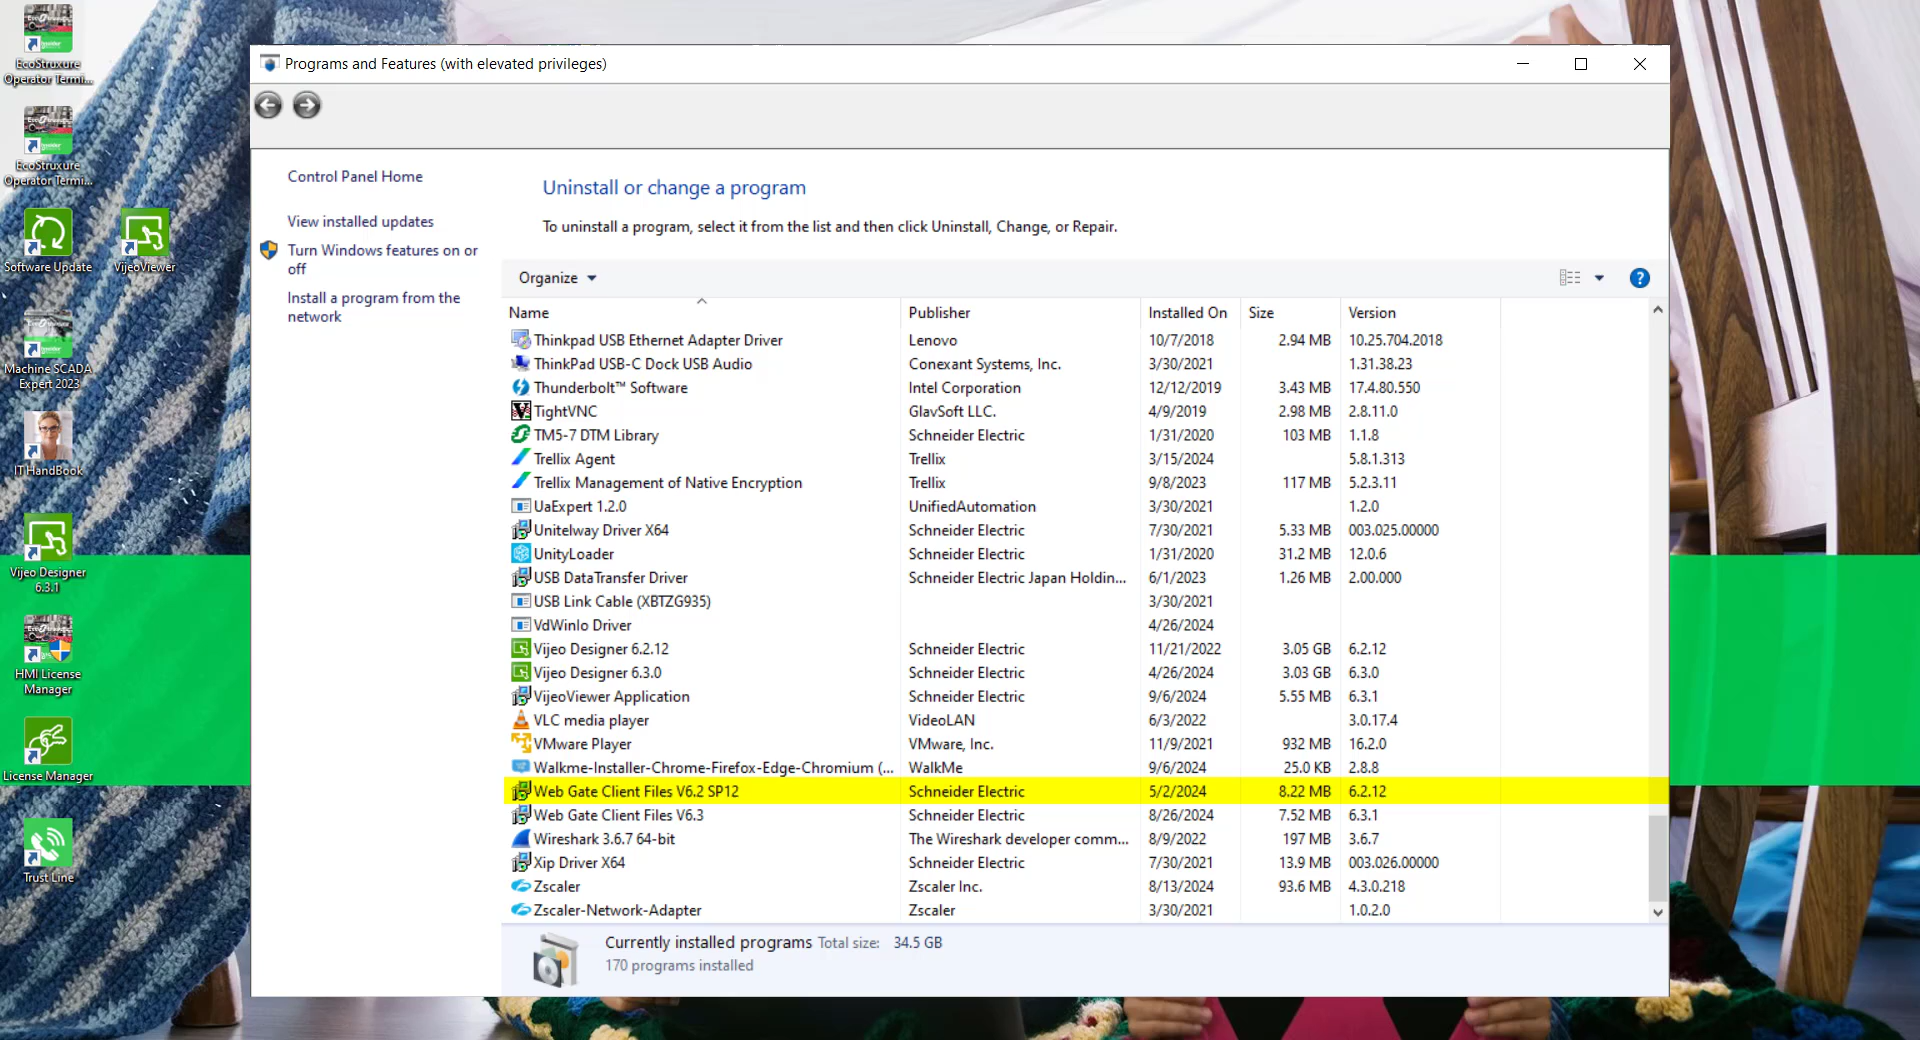 EcoStruxure
Operator Termi...
EcoStruxure
Operator Termi...
Software Update
VijeoViewer
Machine SCADA
Expert 2023
IT HandBook
Vijeo Designer
6.3.1
HMI License
Manager
License Manager
Trust Line
Programs and Features (with elevated privileges)
Control Panel Home
View installed updates
Turn Windows features on or
off
Install a program from the
network
Uninstall or change a program
To uninstall a program, select it from the list and then click Uninstall, Change, or Repair.
Organize
Name Publisher Installed On Size Version
Thinkpad USB Ethernet Adapter Driver Lenovo 10/7/2018 2.94 MB 10.25.704.2018
ThinkPad USB-C Dock USB Audio Conexant Systems, Inc. 3/30/2021 1.31.38.23
Thunderbolt™ Software Intel Corporation 12/12/2019 3.43 MB 17.4.80.550
TightVNC GlavSoft LLC. 4/9/2019 2.98 MB 2.8.11.0
TM5-7 DTM Library Schneider Electric 1/31/2020 103 MB 1.1.8
Trellix Agent Trellix 3/15/2024 5.8.1.313
Trellix Management of Native Encryption Trellix 9/8/2023 117 MB 5.2.3.11
UaExpert 1.2.0 UnifiedAutomation 3/30/2021 1.2.0
Unitelway Driver X64 Schneider Electric 7/30/2021 5.33 MB 003.025.00000
UnityLoader Schneider Electric 1/31/2020 31.2 MB 12.0.6
USB DataTransfer Driver Schneider Electric Japan Holdin... 6/1/2023 1.26 MB 2.00.000
USB Link Cable (XBTZG935) 3/30/2021
VdWinIo Driver 4/26/2024
Vijeo Designer 6.2.12 Schneider Electric 11/21/2022 3.05 GB 6.2.12
Vijeo Designer 6.3.0 Schneider Electric 4/26/2024 3.03 GB 6.3.0
VijeoViewer Application Schneider Electric 9/6/2024 5.55 MB 6.3.1
VLC media player VideoLAN 6/3/2022 3.0.17.4
VMware Player VMware, Inc. 11/9/2021 932 MB 16.2.0
Walkme-Installer-Chrome-Firefox-Edge-Chromium (... WalkMe 9/6/2024 25.0 KB 2.8.8
Web Gate Client Files V6.2 SP12 Schneider Electric 5/2/2024 8.22 MB 6.2.12
Web Gate Client Files V6.3 Schneider Electric 8/26/2024 7.52 MB 6.3.1
Wireshark 3.6.7 64-bit The Wireshark developer comm... 8/9/2022 197 MB 3.6.7
Xip Driver X64 Schneider Electric 7/30/2021 13.9 MB 003.026.00000
Zscaler Zscaler Inc. 8/13/2024 93.6 MB 4.3.0.218
Zscaler-Network-Adapter Zscaler 3/30/2021 1.0.2.0
Currently installed programs Total size: 34.5 GB
170 programs installed